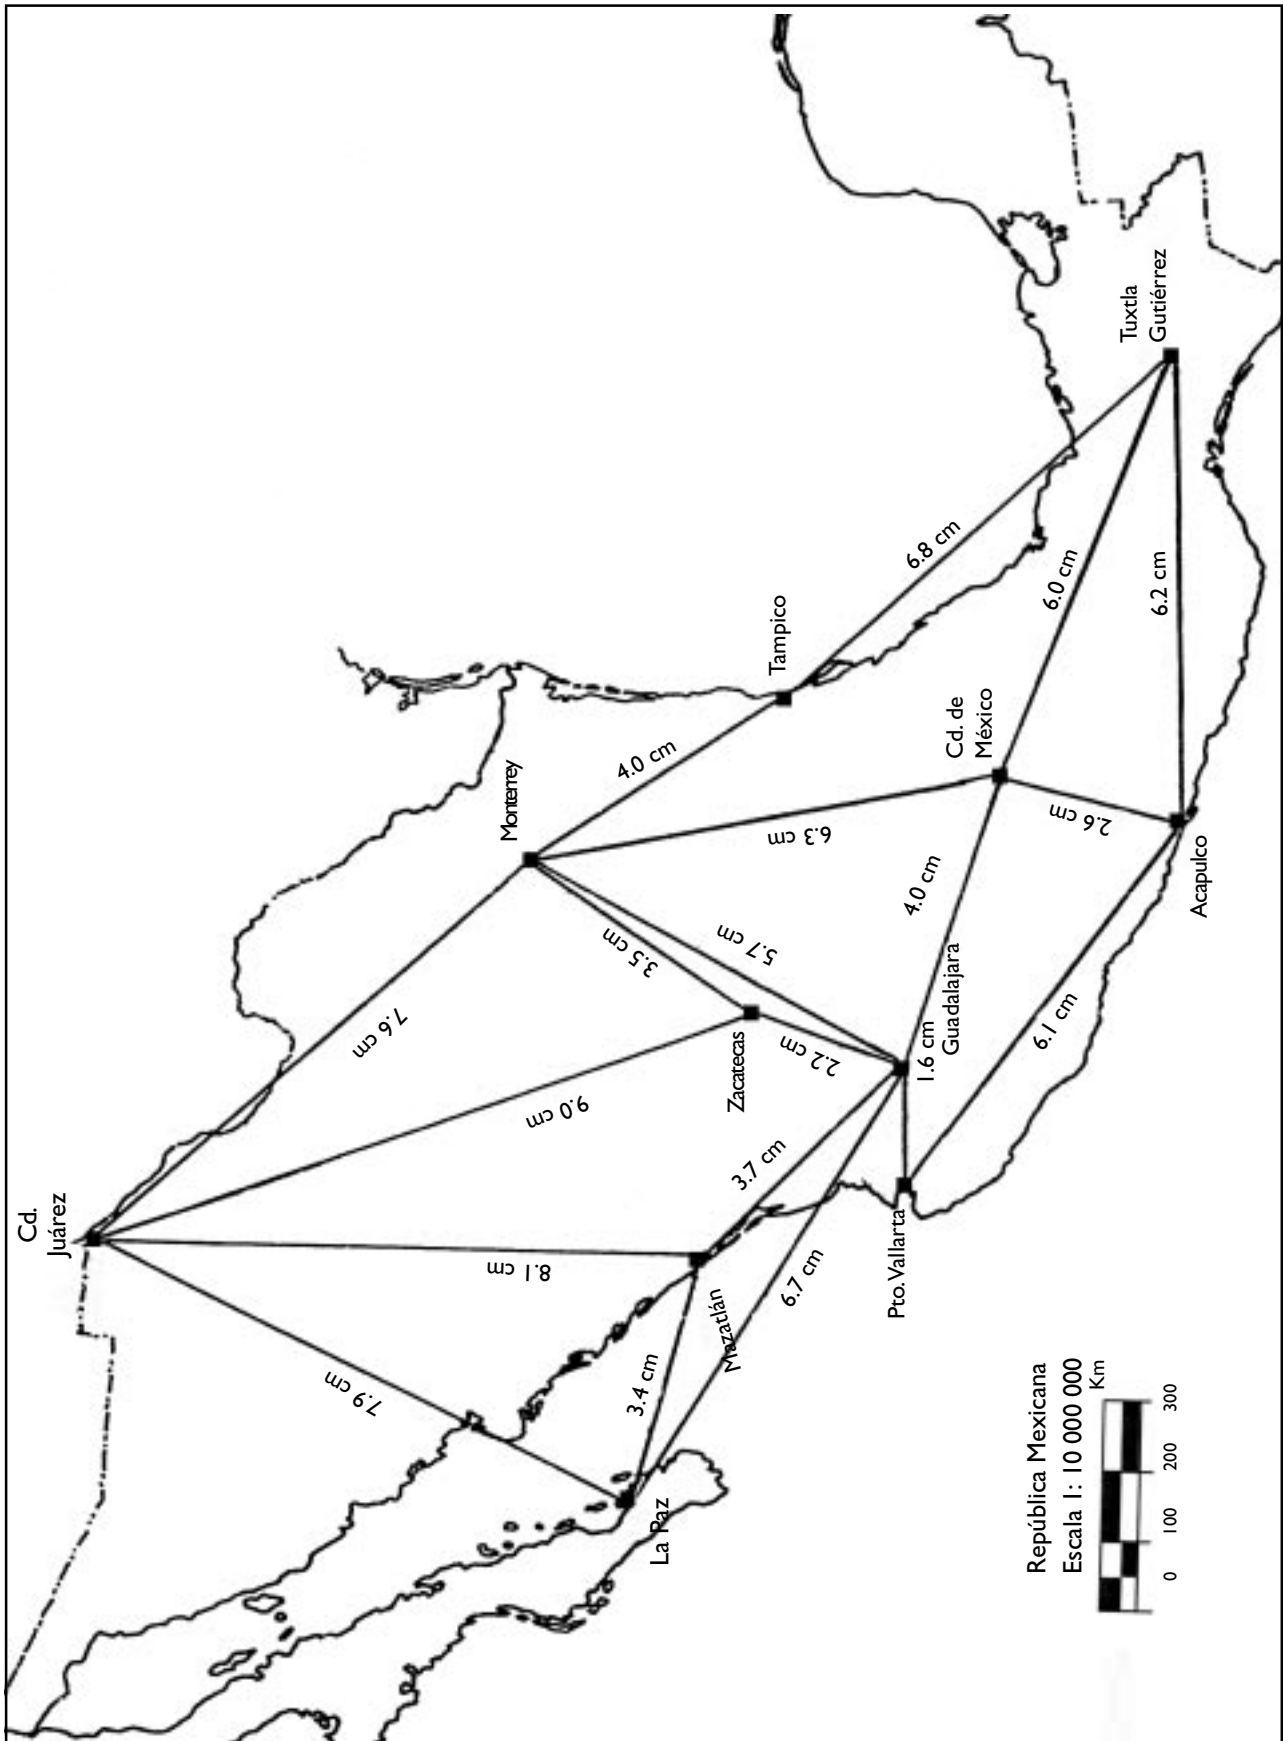 Cd.
Juárez
Monterrey
Tampico
Tuxtla
Gutiérrez
Cd. de
México
Acapulco
Guadalajara
Zacatecas
Pto. Vallarta
Mazatlán
La Paz
7.6 cm
9.0 cm
8.1 cm
7.9 cm
3.4 cm
6.7 cm
3.7 cm
2.2 cm
3.5 cm
5.7 cm
6.3 cm
4.0 cm
6.8 cm
6.0 cm
6.2 cm
2.6 cm
4.0 cm
1.6 cm
6.1 cm
República Mexicana
Escala 1: 10 000 000
Km
0 100 200 300